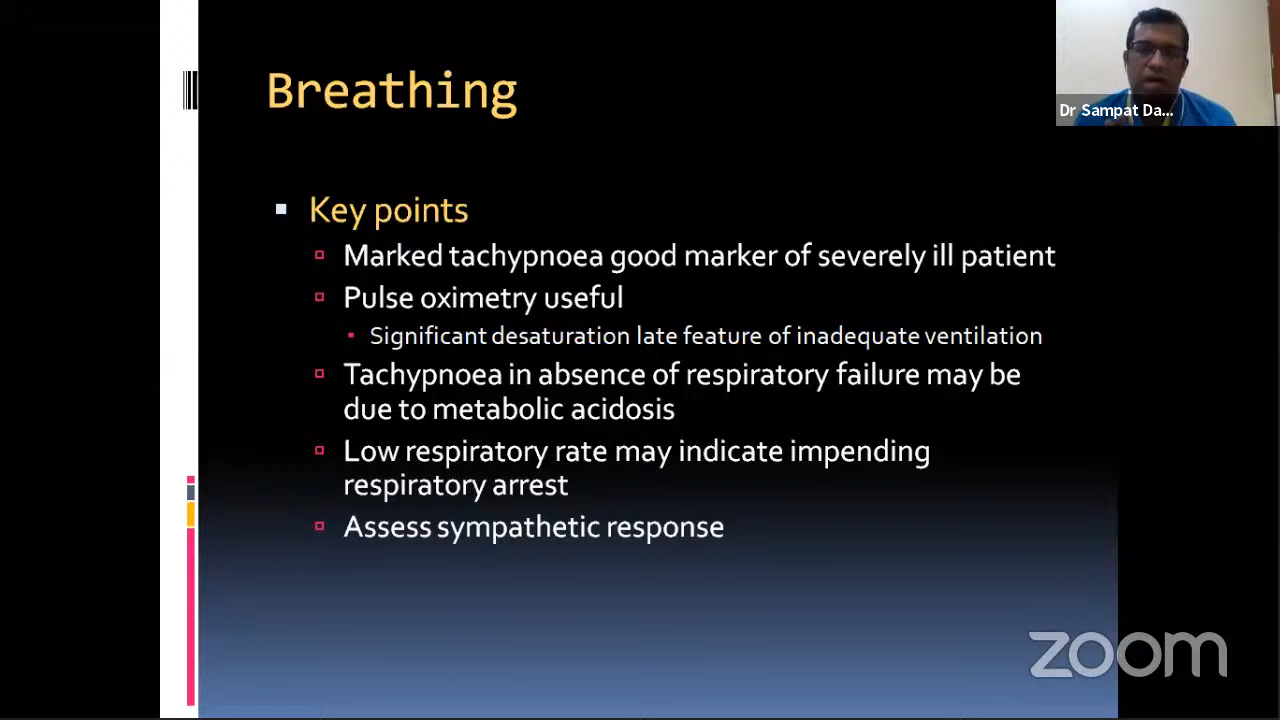 Breathing
Dr Sampat Da...
Key points
Marked tachypnoea good marker of severely ill patient
Pulse oximetry useful
Significant desaturation late feature of inadequate ventilation
Tachypnoea in absence of respiratory failure may be
due to metabolic acidosis
Low respiratory rate may indicate impending
respiratory arrest
Assess sympathetic response
zoom